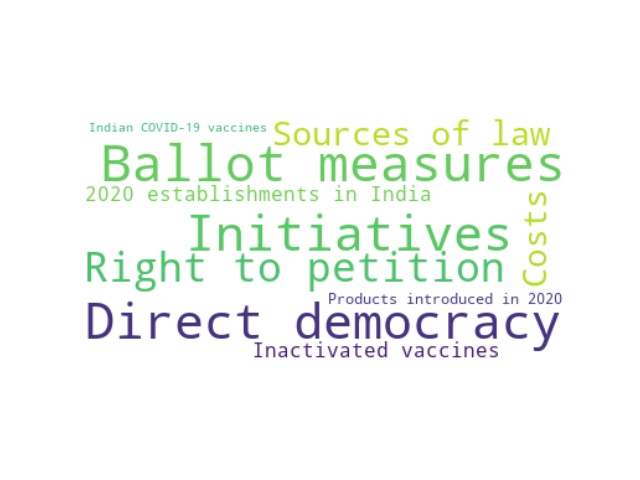 Indian COVID-19 vaccines
Sources of law
Ballot measures
2020 establishments in India
Costs
Initiatives
Right to petition
Products introduced in 2020
Direct democracy
Inactivated vaccines